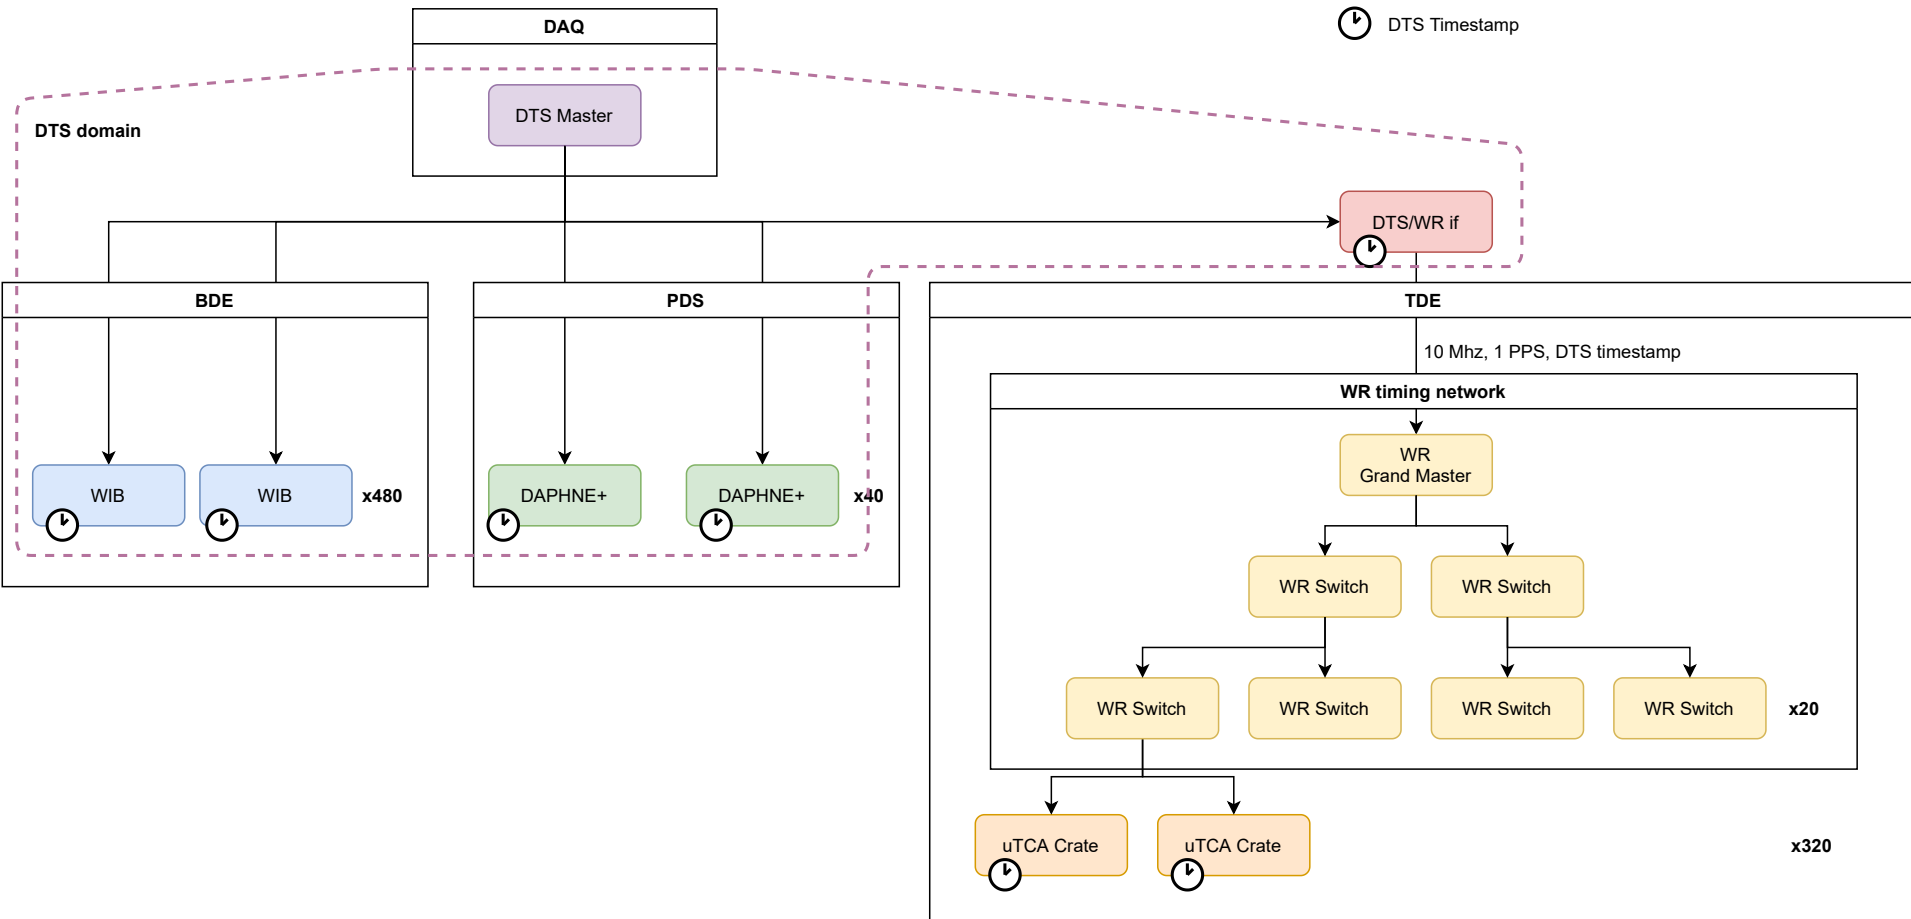 DAQ
DTS Timestamp
DTS Master
DTS domain
DTS/WR if
BDE
PDS
TDE
10 Mhz, 1 PPS, DTS timestamp
WR timing network
WR
Grand Master
WIB
WIB
x480
DAPHNE+
DAPHNE+
x40
WR Switch
WR Switch
WR Switch
WR Switch
WR Switch
WR Switch
x20
uTCA Crate
uTCA Crate
x320